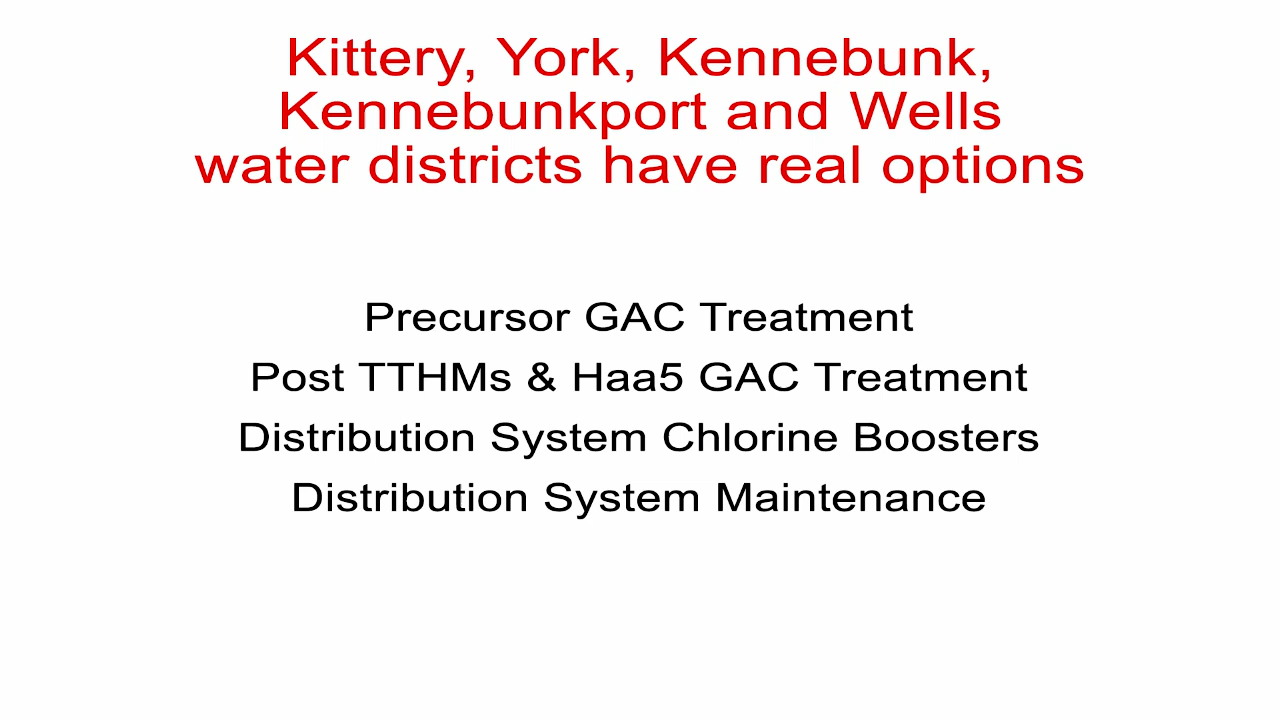 Kittery, York, Kennebunk,
Kennebunkport and Wells
water districts have real options
Precursor GAC Treatment
Post TTHMs & Haa5 GAC Treatment
Distribution System Chlorine Boosters
Distribution System Maintenance